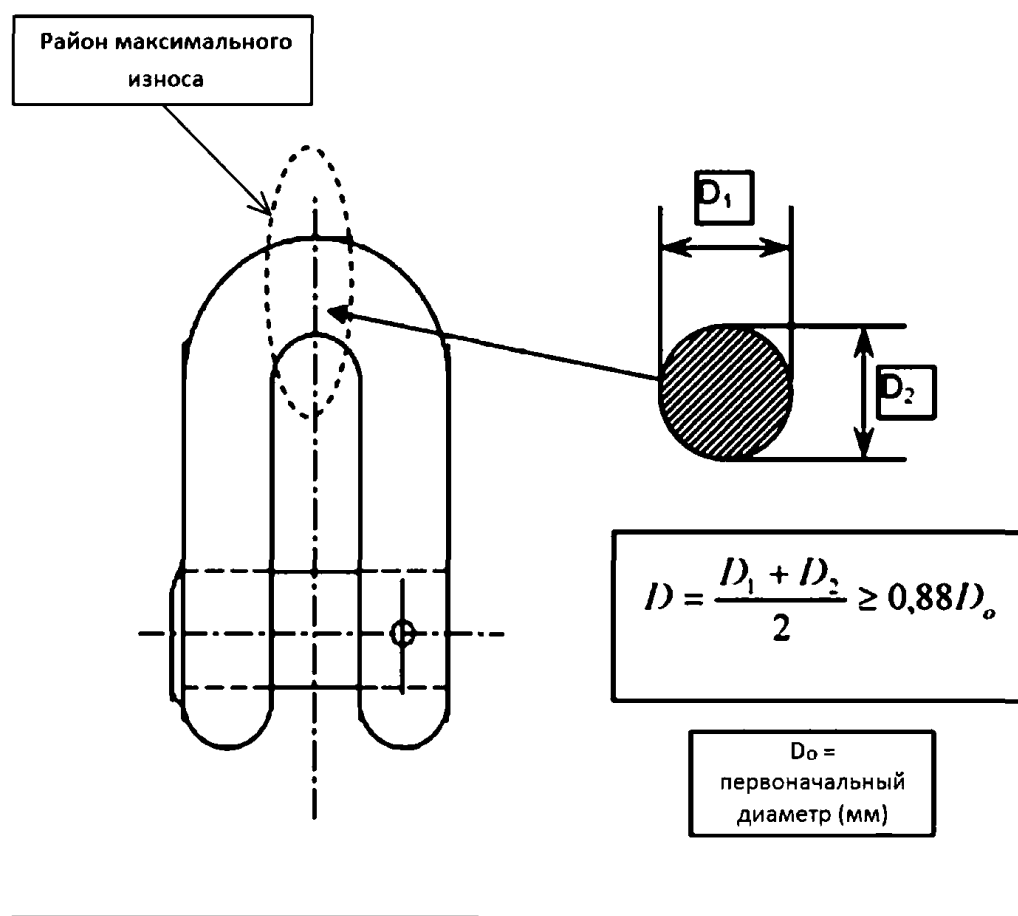 Район максимального
износа
D₁
D₂
D = (D₁ + D₂) / 2 ≥ 0,88Dₒ
Dₒ =
первоначальный
диаметр (мм)